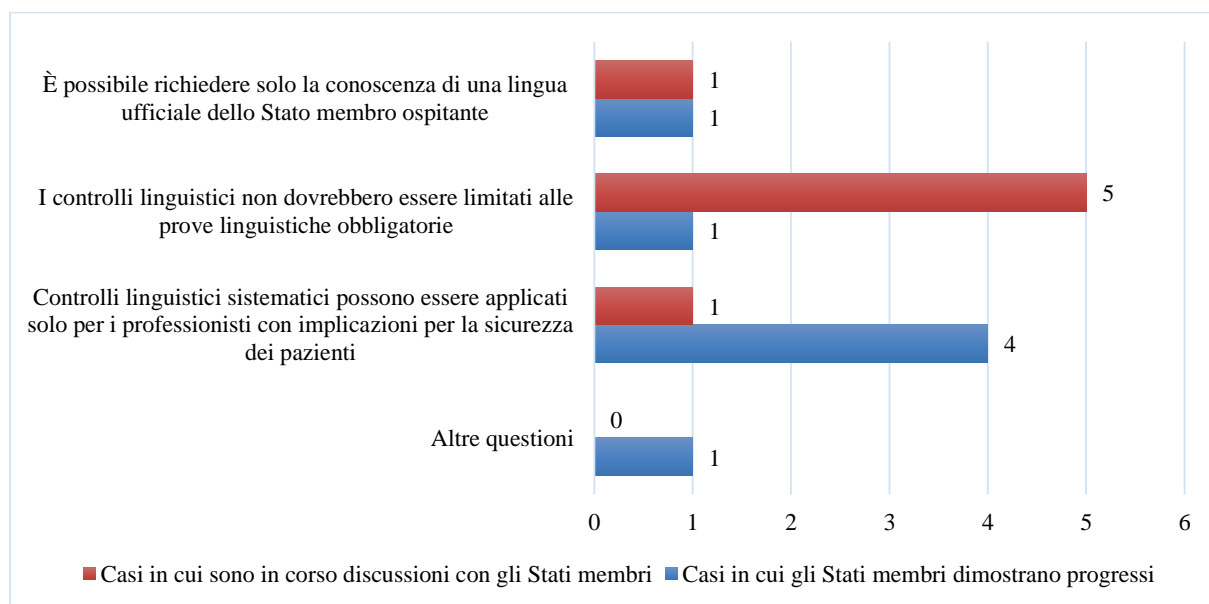 È possibile richiedere solo la conoscenza di una lingua
ufficiale dello Stato membro ospitante
1
1
I controlli linguistici non dovrebbero essere limitati alle
prove linguistiche obbligatorie
5
1
Controlli linguistici sistematici possono essere applicati
solo per i professionisti con implicazioni per la sicurezza
dei pazienti
1
4
Altre questioni
0
1
0 1 2 3 4 5 6
Casi in cui sono in corso discussioni con gli Stati membri Casi in cui gli Stati membri dimostrano progressi